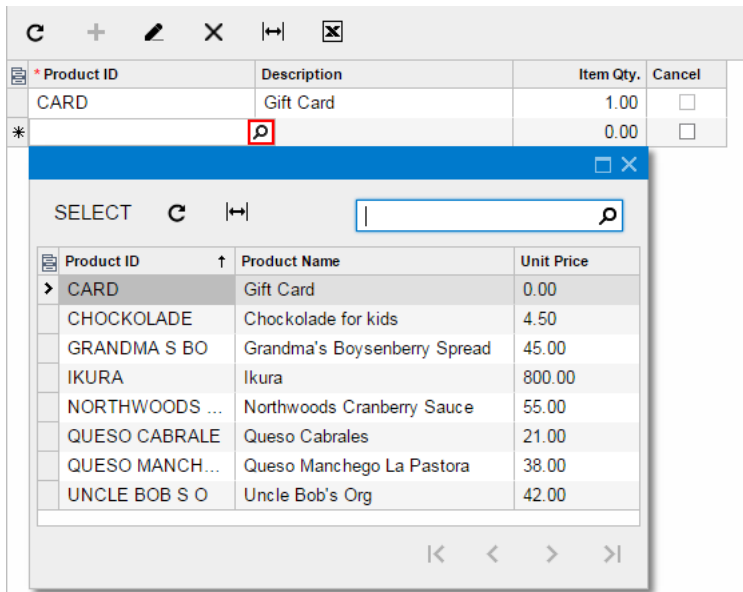 * Product ID Description Item Qty. Cancel
CARD Gift Card 1.00
0.00
SELECT
Product ID Product Name Unit Price
CARD Gift Card 0.00
CHOCKOLADE Chockolade for kids 4.50
GRANDMA S BO Grandma's Boysenberry Spread 45.00
IKURA Ikura 800.00
NORTHWOODS ... Northwoods Cranberry Sauce 55.00
QUESO CABRALE Queso Cabrales 21.00
QUESO MANCH... Queso Manchego La Pastora 38.00
UNCLE BOB S O Uncle Bob's Org 42.00